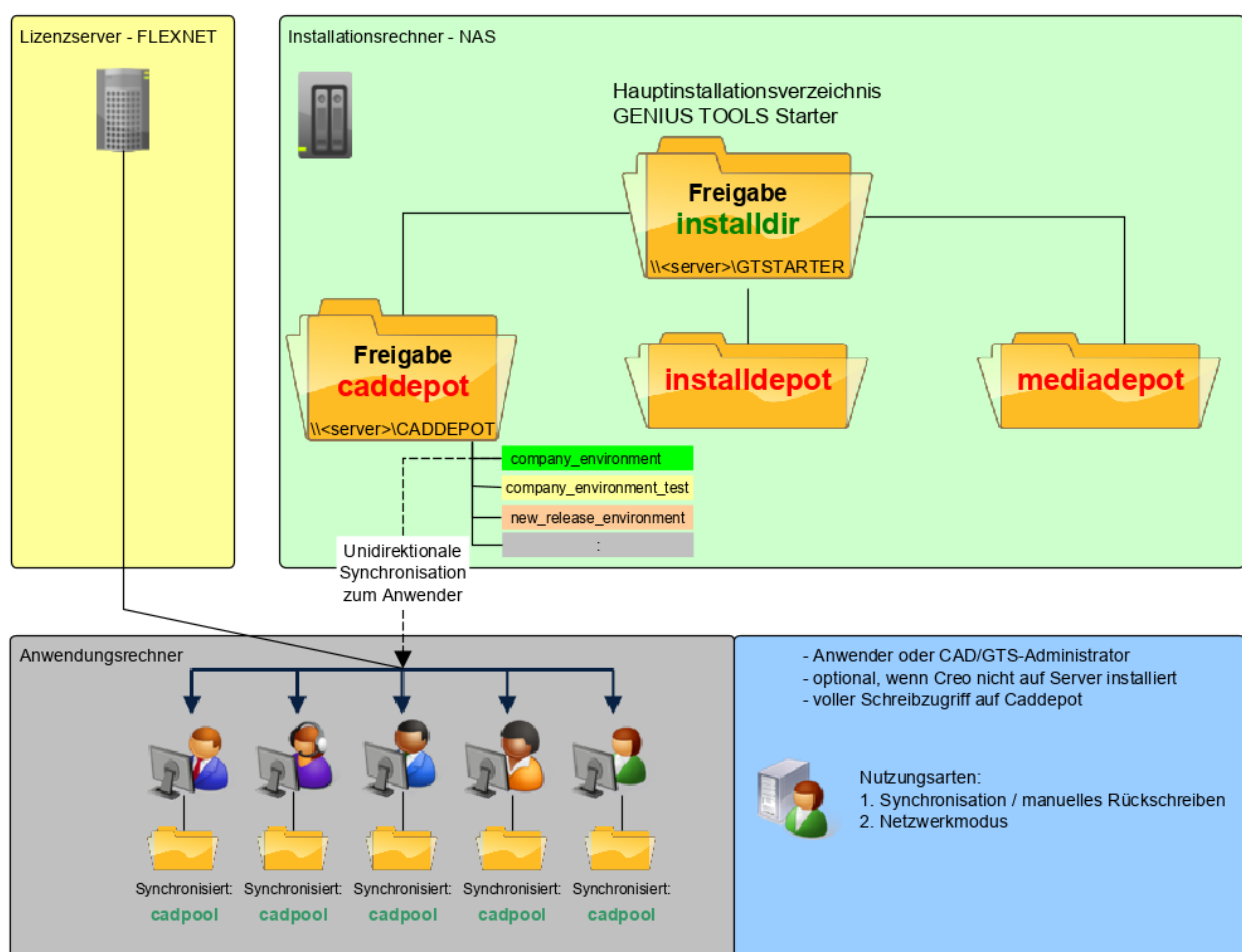 Lizenzserver - FLEXNET
Installationsrechner - NAS
Hauptinstallationsverzeichnis
GENIUS TOOLS Starter
Freigabe
installdir
\\<server>\GTSTARTER
Freigabe
caddepot
\\<server>\CADDEPOT
installdepot
mediadepot
company_environment
company_environment_test
new_release_environment
:
Unidirektionale
Synchronisation
zum Anwender
Anwendungsrechner
Synchronisiert:
cadpool
Synchronisiert:
cadpool
Synchronisiert:
cadpool
Synchronisiert:
cadpool
Synchronisiert:
cadpool
- Anwender oder CAD/GTS-Administrator
- optional, wenn Creo nicht auf Server installiert
- voller Schreibzugriff auf Caddepot
Nutzungsarten:
1. Synchronisation / manuelles Rückschreiben
2. Netzwerkmodus